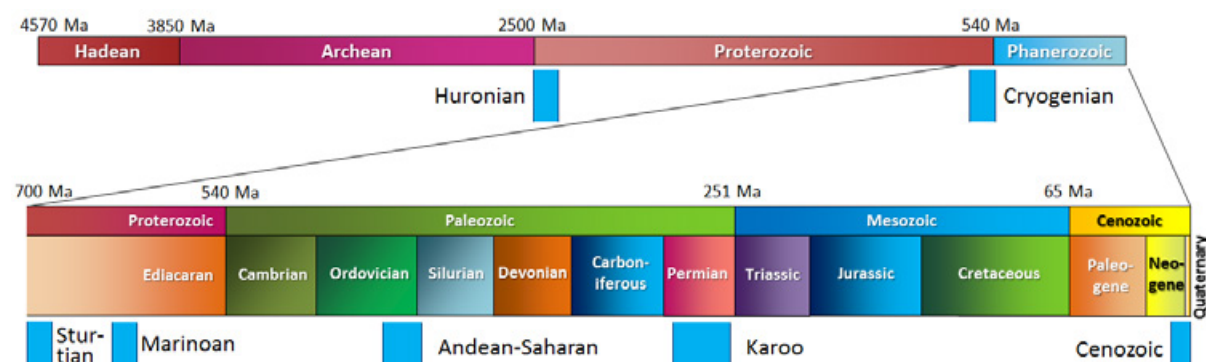 4570 Ma 3850 Ma 2500 Ma 540 Ma
Hadean Archean Proterozoic Phanerozoic
Huronian Cryogenian
700 Ma 540 Ma 251 Ma 65 Ma
Proterozoic Paleozoic Mesozoic Cenozoic
Ediacaran Cambrian Ordovician Silurian Devonian Carbon-
iferous Permian Triassic Jurassic Cretaceous Paleo-
gene Neo-
gene Quaternary
Stur-
tian Marinoan Andean-Saharan Karoo Cenozoic